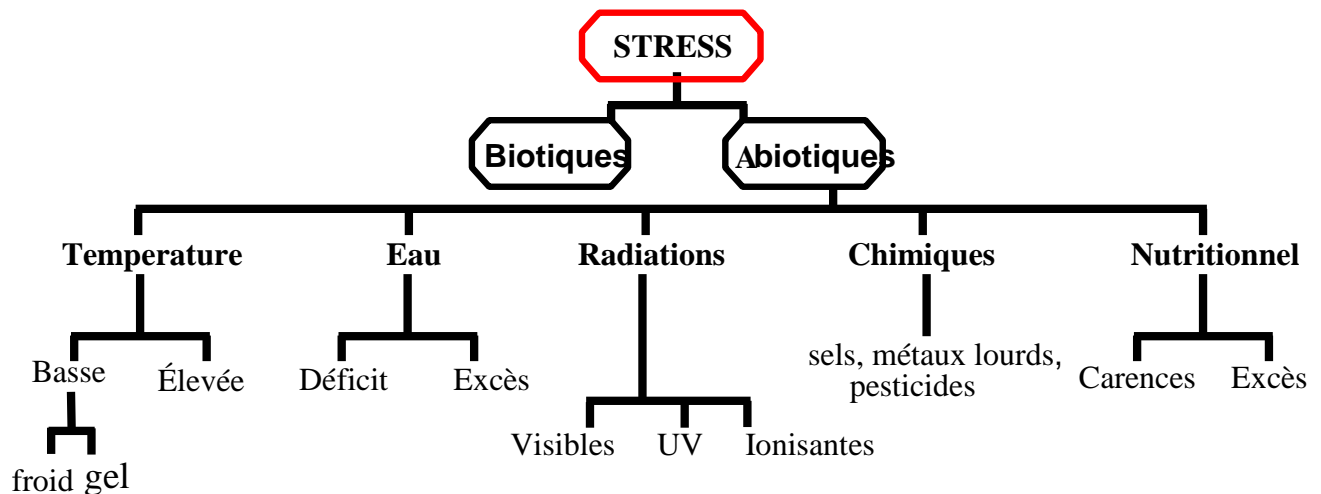 STRESS
Biotiques Abiotiques
Temperature Eau Radiations Chimiques Nutritionnel
Basse Élevée Déficit Excès sels, métaux lourds, Carences Excès
pesticides
Visibles UV Ionisantes
froid gel